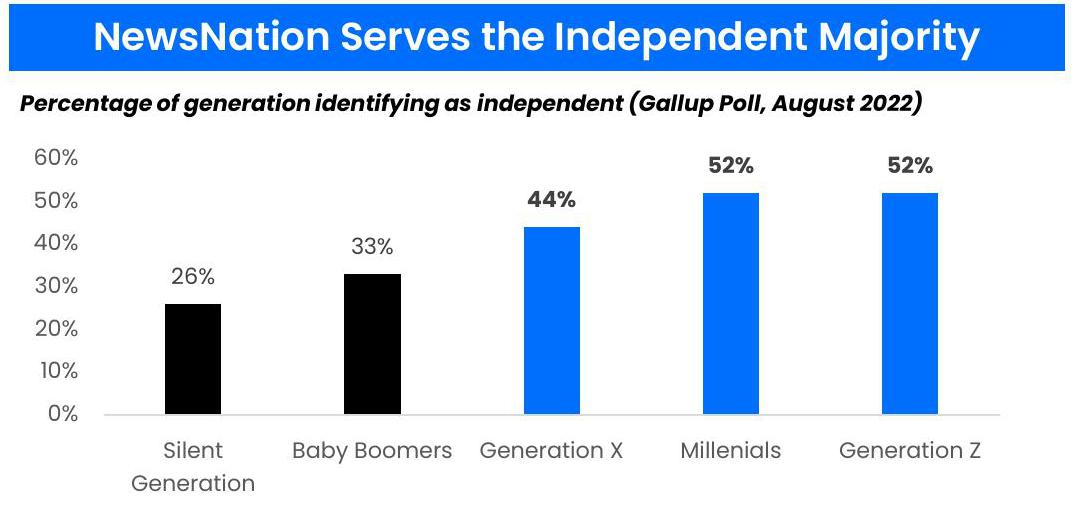 NewsNation Serves the Independent Majority
Percentage of generation identifying as independent (Gallup Poll, August 2022)
60%
50%
40%
30%
20%
10%
0%
26%
33%
44%
52%
52%
Silent
Generation
Baby Boomers
Generation X
Millenials
Generation Z